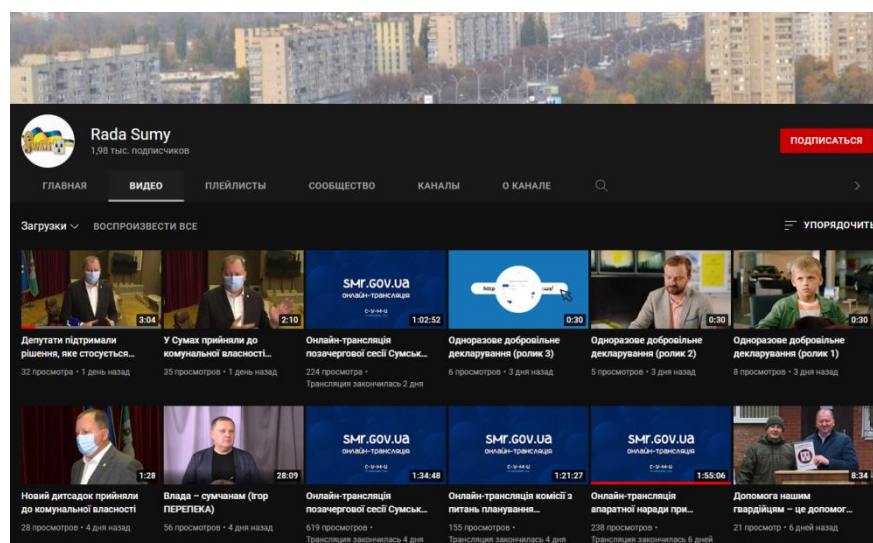 Rada Sumy
1,98 тыс. подписчиков
ПОДПИСАТЬСЯ
ГЛАВНАЯ ВИДЕО ПЛЕЙЛИСТЫ СООБЩЕСТВО КАНАЛЫ О КАНАЛЕ
Загрузки ВОСПРОИЗВЕСТИ ВСЕ УПОРЯДОЧИТЬ
3:04
Депутати підтримали
рішення, яке стосується...
32 просмотра • 1 день назад
2:10
У Сумах прийняли до
комунальної власності...
35 просмотров • 1 день назад
SMr.GOV.UA
ОНЛАЙН-ТРАНСЛЯЦІЯ
С-У-М-И
1:02:52
Онлайн-трансляція
позачергової сесії Сумськ...
224 просмотра •
Трансляция закончилась 2 дня
http
ua/
0:30
Одноразове добровільне
декларування (ролик 3)
6 просмотров • 3 дня назад
0:30
Одноразове добровільне
декларування (ролик 2)
5 просмотров • 3 дня назад
0:30
Одноразове добровільне
декларування (ролик 1)
8 просмотров • 3 дня назад
1:28
Новий дитсадок прийняли
до комунальної власності
28 просмотров • 4 дня назад
28:09
Влада – сумчанам (Ігор
ПЕРЕПЕКА)
56 просмотров • 4 дня назад
SMr.GOV.UA
ОНЛАЙН-ТРАНСЛЯЦІЯ
С-У-М-И
1:34:48
Онлайн-трансляція
позачергової сесії Сумськ...
619 просмотров •
Трансляция закончилась 4 дня
SMr.GOV.UA
ОНЛАЙН-ТРАНСЛЯЦІЯ
С-У-М-И
1:21:27
Онлайн-трансляція комісії з
питань планування...
155 просмотров •
Трансляция закончилась 4 дня
SMr.GOV.UA
ОНЛАЙН-ТРАНСЛЯЦІЯ
С-У-М-И
1:55:06
Онлайн-трансляція
апаратної наради при...
238 просмотров •
Трансляция закончилась 6 дней
8:34
Допомога нашим
гвардійцям – це допомог...
21 просмотр • 6 дней назад